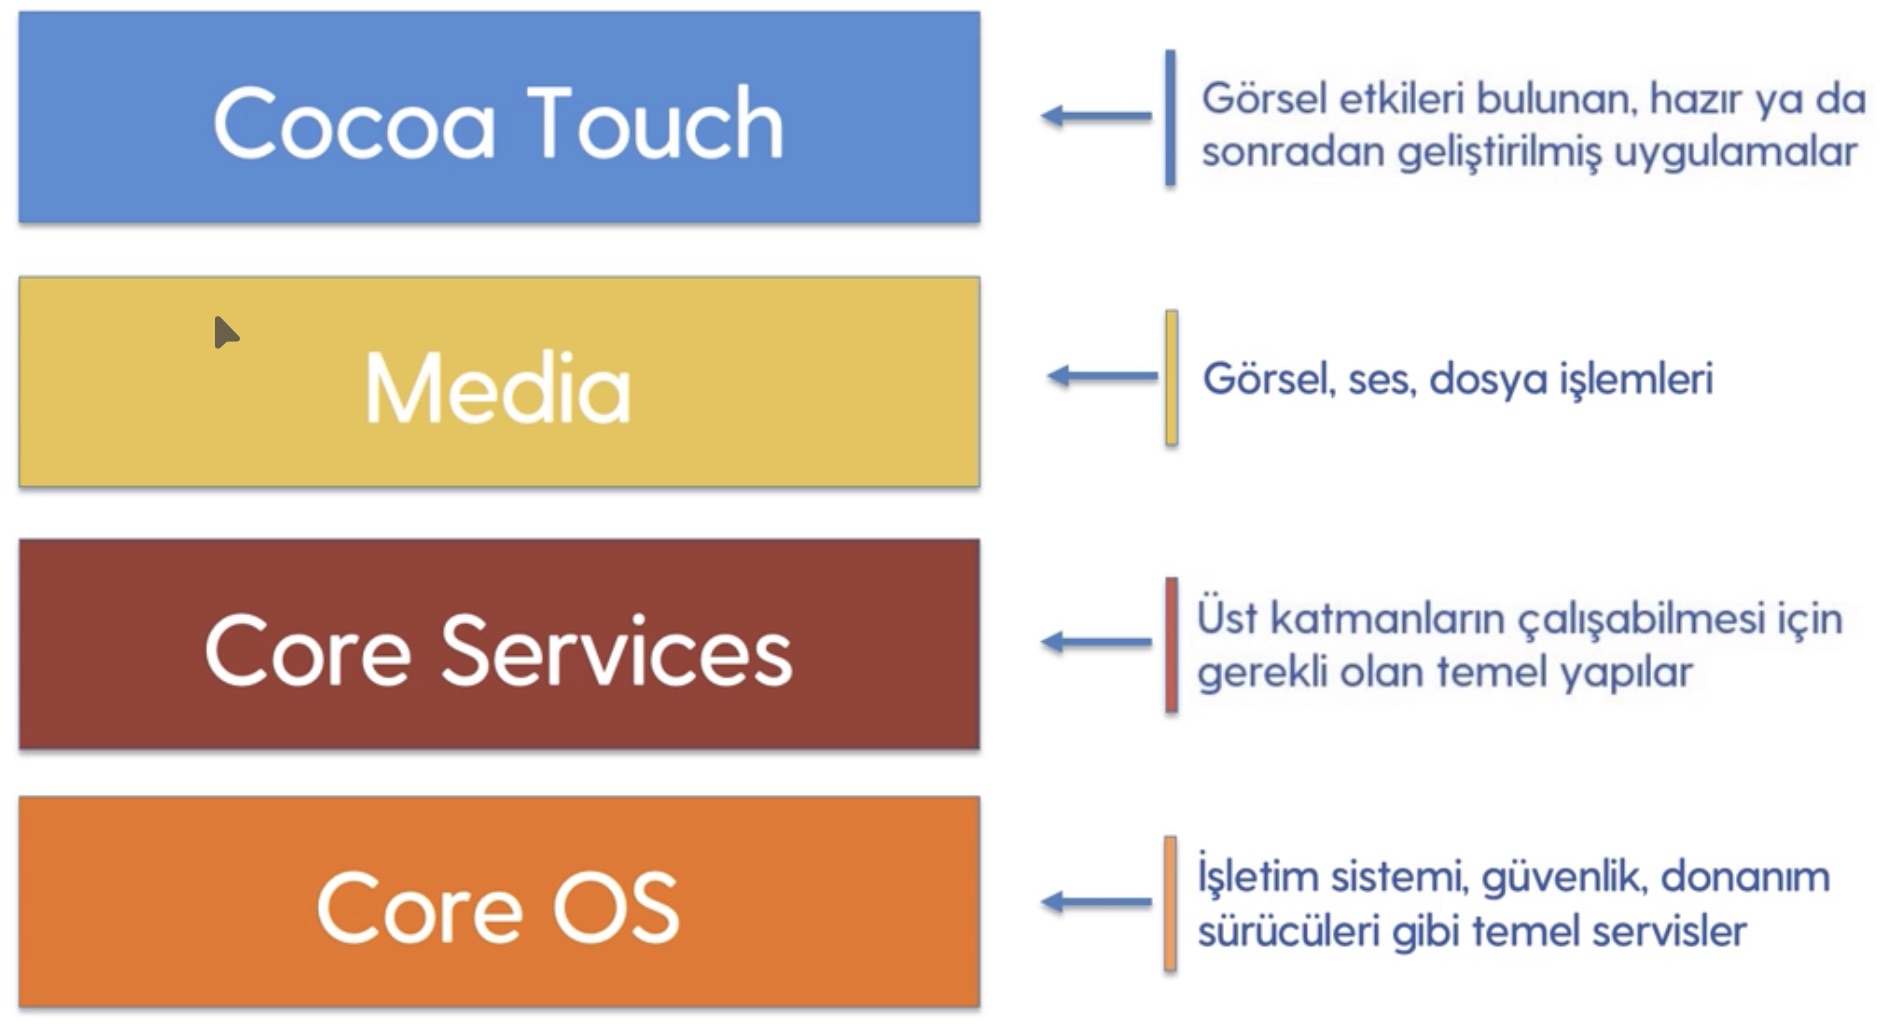 Cocoa Touch
Görsel etkileri bulunan, hazır ya da
sonradan geliştirilmiş uygulamalar
Media
Görsel, ses, dosya işlemleri
Core Services
Üst katmanların çalışabilmesi için
gerekli olan temel yapılar
Core OS
İşletim sistemi, güvenlik, donanım
sürücüleri gibi temel servisler